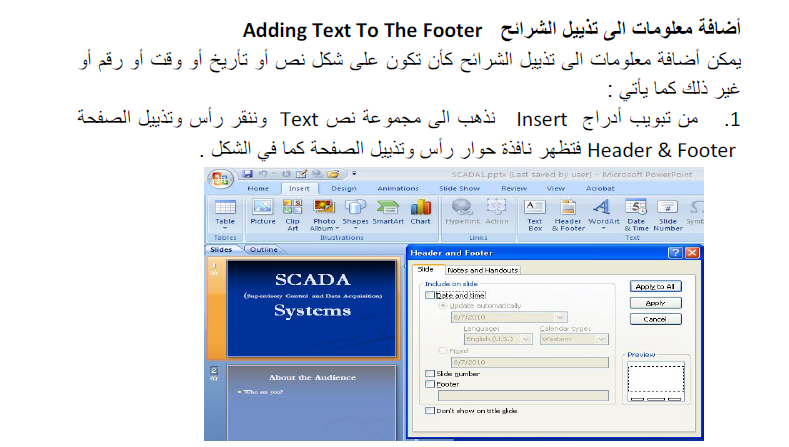 أضافة معلومات الى تذييل الشرائح Adding Text To The Footer
يمكن أضافة معلومات الى تذييل الشرائح كأن تكون على شكل نص أو تأريخ أو وقت أو رقم أو
غير ذلك كما يأتي :
1. من تبويب أدراج Insert نذهب الى مجموعة نص Text وننقر رأس وتذييل الصفحة
Header & Footer فتظهر نافذة حوار رأس وتذييل الصفحة كما في الشكل .
SCADA1.pptx (Last saved by user) - Microsoft PowerPoint
Home Insert Design Animations Slide Show Review View Acrobat
Table Picture Clip Art Photo Album Shapes SmartArt Chart Hyperlink Action Text Box Header & Footer WordArt Date & Time Slide Number
Tables Illustrations Links Text
Slides Outline
Header and Footer
Slide Notes and Handouts
1
SCADA
(Supervisory Control and Data Acquisition)
Systems
2
About the Audience
Who are you?
Include on slide
Date and time
Update automatically
6/7/2010
Language: Calendar type:
English (U.S.) Western
Fixed
6/7/2010
Slide number
Footer
Don't show on title slide
Apply to All
Apply
Cancel
Preview